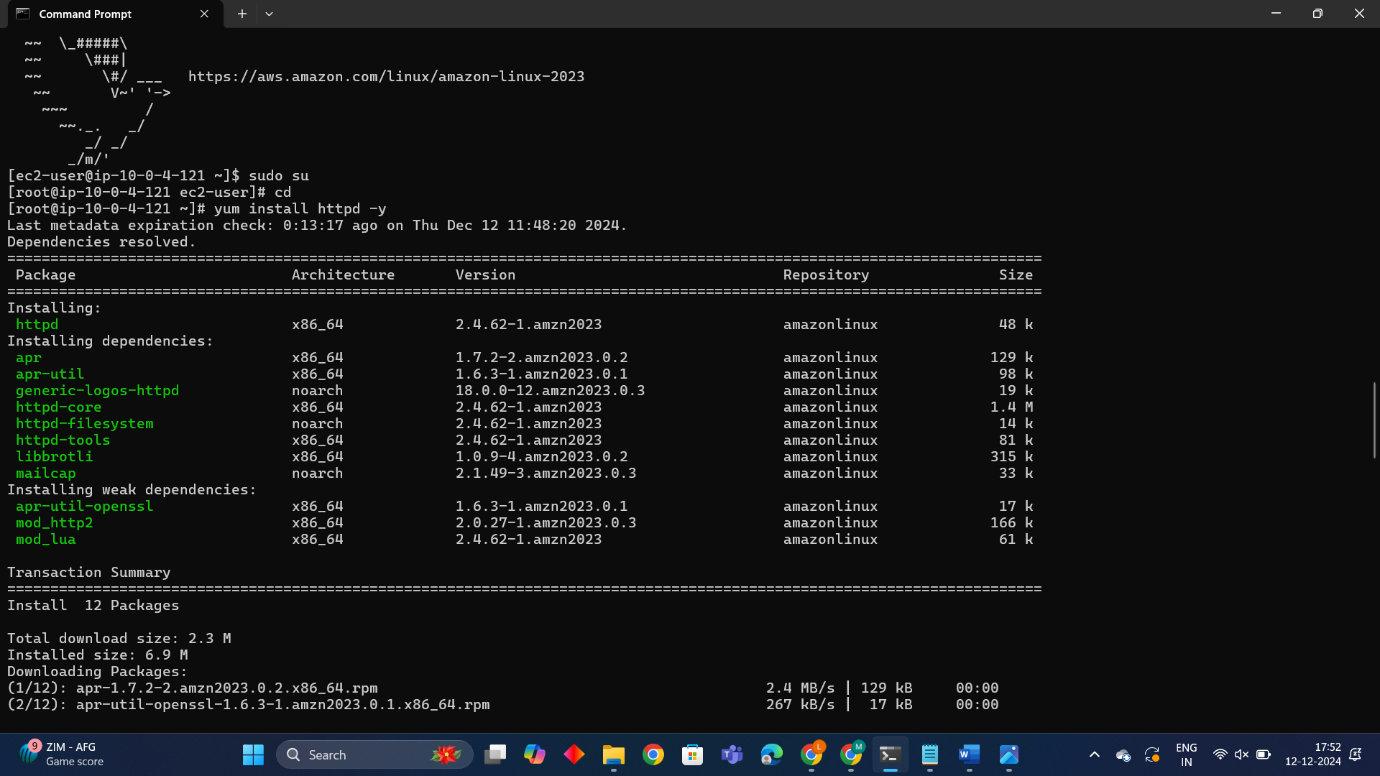 Command Prompt
~~  \_#####\
~~     \###|
~~       \#/ ___   https://aws.amazon.com/linux/amazon-linux-2023
~~       V~' '->
~~~         /
~~._.   _/
_/ _/
_/m/'
[ec2-user@ip-10-0-4-121 ~]$ sudo su
[root@ip-10-0-4-121 ec2-user]# cd
[root@ip-10-0-4-121 ~]# yum install httpd -y
Last metadata expiration check: 0:13:17 ago on Thu Dec 12 11:48:20 2024.
Dependencies resolved.
Package Architecture Version Repository Size
Installing:
httpd x86_64 2.4.62-1.amzn2023 amazonlinux 48 k
Installing dependencies:
apr x86_64 1.7.2-2.amzn2023.0.2 amazonlinux 129 k
apr-util x86_64 1.6.3-1.amzn2023.0.1 amazonlinux 98 k
generic-logos-httpd noarch 18.0.0-12.amzn2023.0.3 amazonlinux 19 k
httpd-core x86_64 2.4.62-1.amzn2023 amazonlinux 1.4 M
httpd-filesystem noarch 2.4.62-1.amzn2023 amazonlinux 14 k
httpd-tools x86_64 2.4.62-1.amzn2023 amazonlinux 81 k
libbrotli x86_64 1.0.9-4.amzn2023.0.2 amazonlinux 315 k
mailcap noarch 2.1.49-3.amzn2023.0.3 amazonlinux 33 k
Installing weak dependencies:
apr-util-openssl x86_64 1.6.3-1.amzn2023.0.1 amazonlinux 17 k
mod_http2 x86_64 2.0.27-1.amzn2023.0.3 amazonlinux 166 k
mod_lua x86_64 2.4.62-1.amzn2023 amazonlinux 61 k
Transaction Summary
Install  12 Packages
Total download size: 2.3 M
Installed size: 6.9 M
Downloading Packages:
(1/12): apr-1.7.2-2.amzn2023.0.2.x86_64.rpm 2.4 MB/s | 129 kB 00:00
(2/12): apr-util-openssl-1.6.3-1.amzn2023.0.1.x86_64.rpm 267 kB/s | 17 kB 00:00
9
ZIM - AFG
Game score
Search
L
M
ENG
IN
17:52
12-12-2024